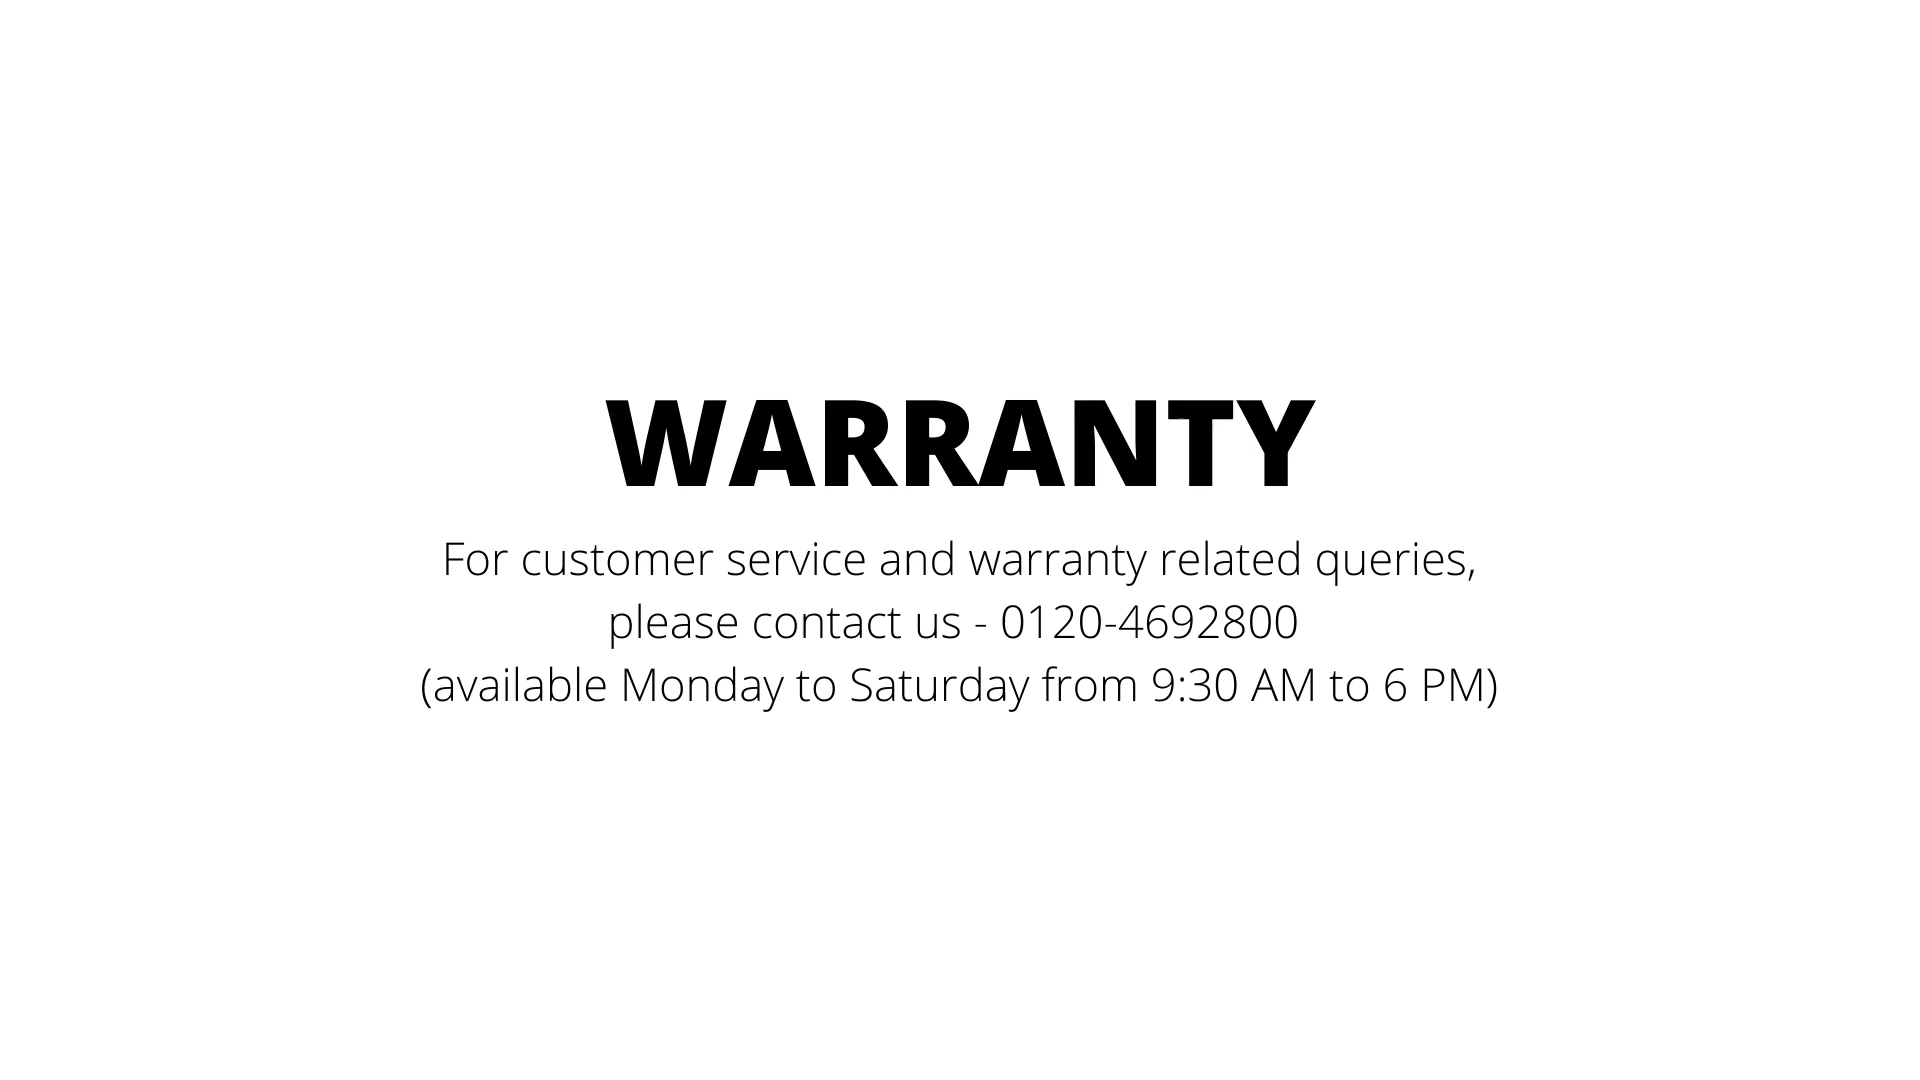 WARRANTY
For customer service and warranty related queries,
please contact us - 0120-4692800
(available Monday to Saturday from 9:30 AM to 6 PM)